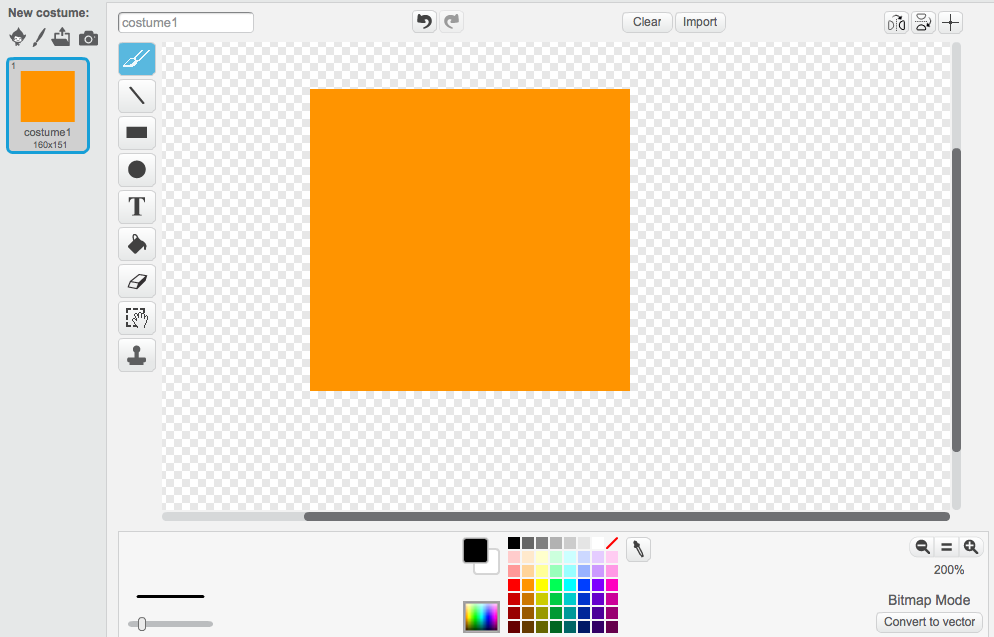 New costume:
costume1
Clear
Import
1
costume1
160x151
T
200%
Bitmap Mode
Convert to vector